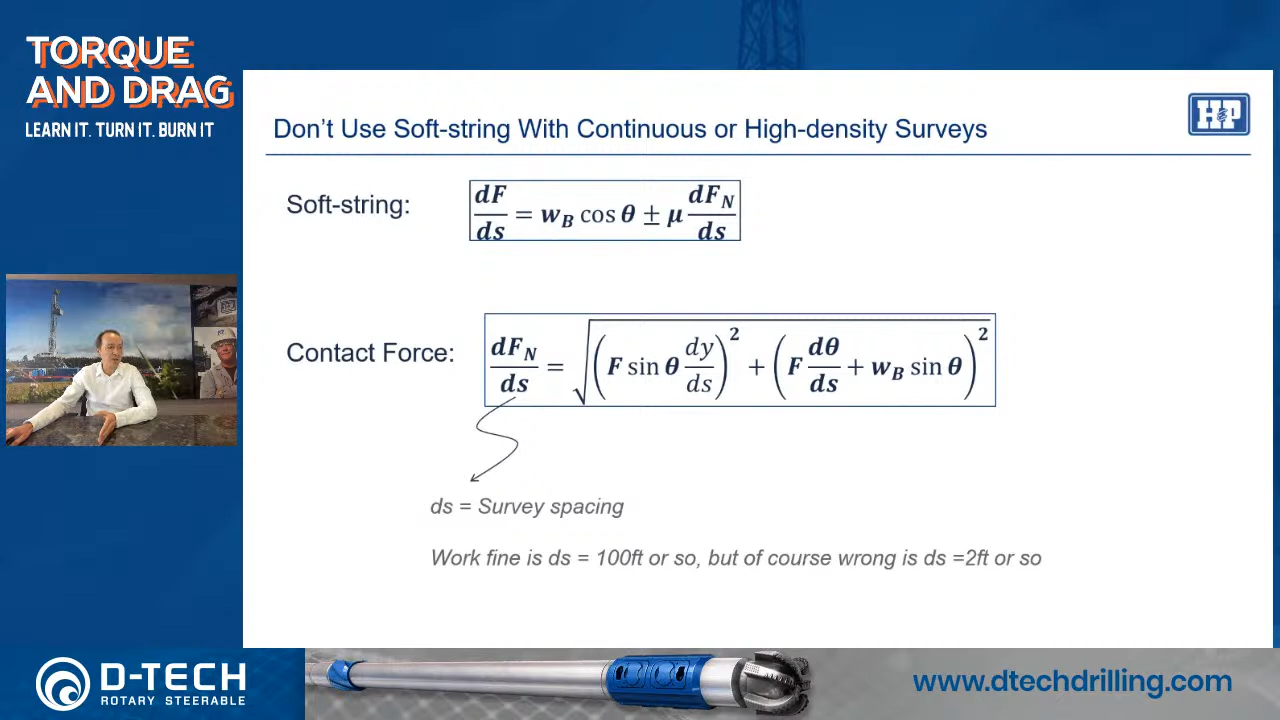 TORQUE
AND DRAG
LEARN IT. TURN IT. BURN IT
H&P
Don't Use Soft-string With Continuous or High-density Surveys
Soft-string:
dF/ds = w_B cos θ ± μ dF_N/ds
Contact Force:
dF_N/ds = √((F sin θ dy/ds)² + (F dθ/ds + w_B sin θ)²)
ds = Survey spacing
Work fine is ds = 100ft or so, but of course wrong is ds =2ft or so
D-TECH
ROTARY STEERABLE
www.dtechdrilling.com